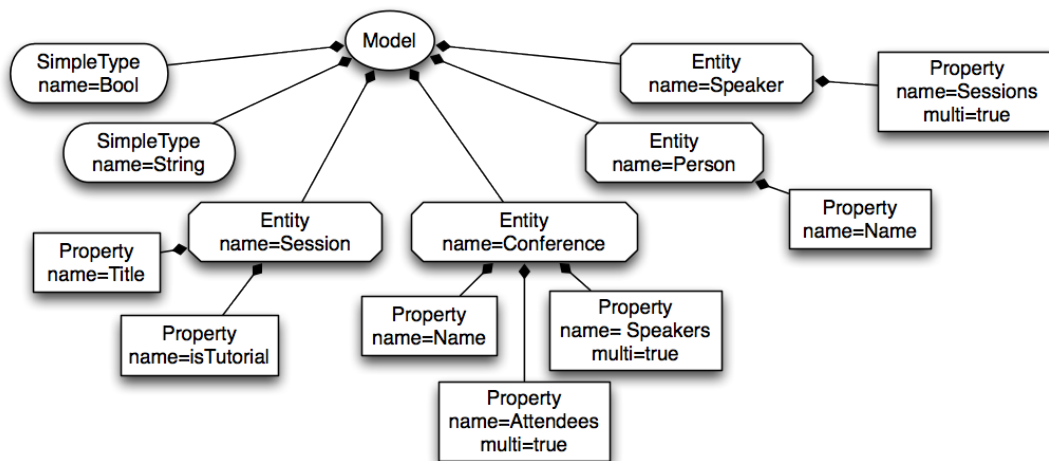 Model
SimpleType
name=Bool
Entity
name=Speaker
Property
name=Sessions
multi=true
SimpleType
name=String
Entity
name=Person
Property
name=Name
Entity
name=Session
Entity
name=Conference
Property
name=Title
Property
name=isTutorial
Property
name=Name
Property
name= Speakers
multi=true
Property
name=Attendees
multi=true